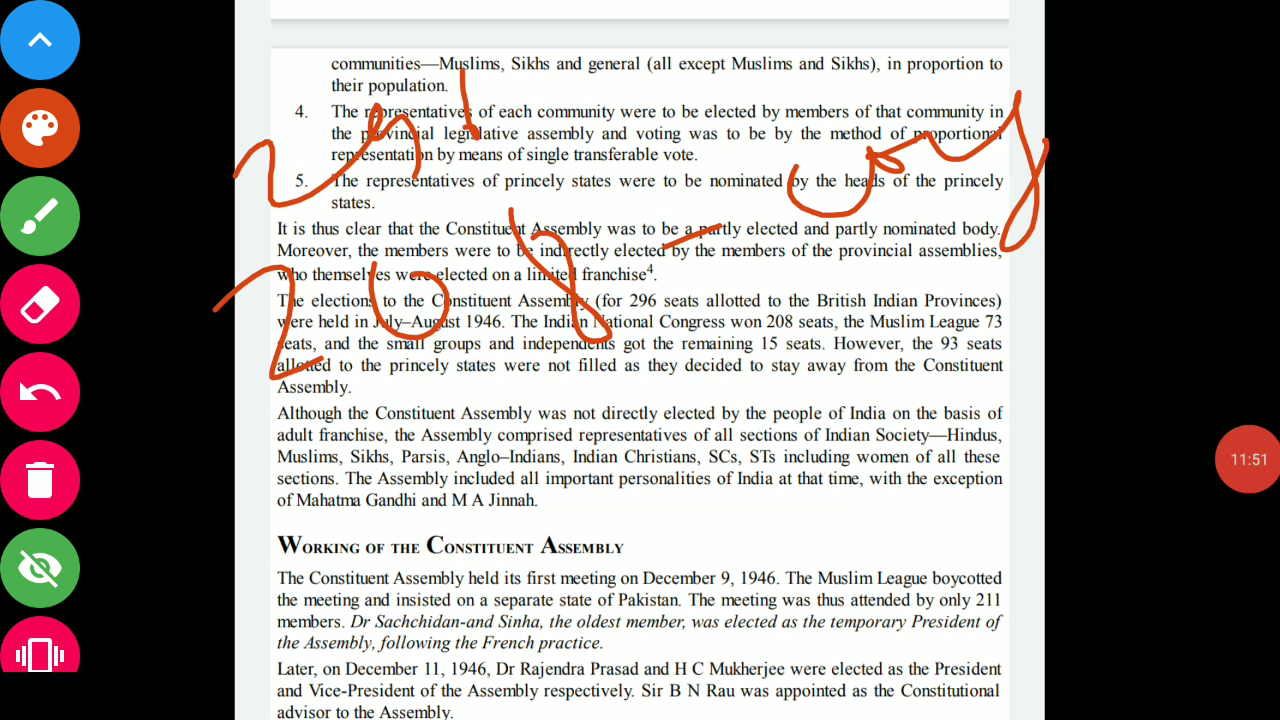 communities—Muslims, Sikhs and general (all except Muslims and Sikhs), in proportion to
their population.
4. The representatives of each community were to be elected by members of that community in
the provincial legislative assembly and voting was to be by the method of proportional
representation by means of single transferable vote.
5. The representatives of princely states were to be nominated by the heads of the princely
states.
It is thus clear that the Constituent Assembly was to be a partly elected and partly nominated body.
Moreover, the members were to be indirectly elected by the members of the provincial assemblies,
who themselves were elected on a limited franchise4.
The elections to the Constituent Assembly (for 296 seats allotted to the British Indian Provinces)
were held in July–August 1946. The Indian National Congress won 208 seats, the Muslim League 73
seats, and the small groups and independents got the remaining 15 seats. However, the 93 seats
allotted to the princely states were not filled as they decided to stay away from the Constituent
Assembly.
Although the Constituent Assembly was not directly elected by the people of India on the basis of
adult franchise, the Assembly comprised representatives of all sections of Indian Society—Hindus,
Muslims, Sikhs, Parsis, Anglo–Indians, Indian Christians, SCs, STs including women of all these
sections. The Assembly included all important personalities of India at that time, with the exception
of Mahatma Gandhi and M A Jinnah.
WORKING OF THE CONSTITUENT ASSEMBLY
The Constituent Assembly held its first meeting on December 9, 1946. The Muslim League boycotted
the meeting and insisted on a separate state of Pakistan. The meeting was thus attended by only 211
members. Dr Sachchidan-and Sinha, the oldest member, was elected as the temporary President of
the Assembly, following the French practice.
Later, on December 11, 1946, Dr Rajendra Prasad and H C Mukherjee were elected as the President
and Vice-President of the Assembly respectively. Sir B N Rau was appointed as the Constitutional
advisor to the Assembly.
11:51